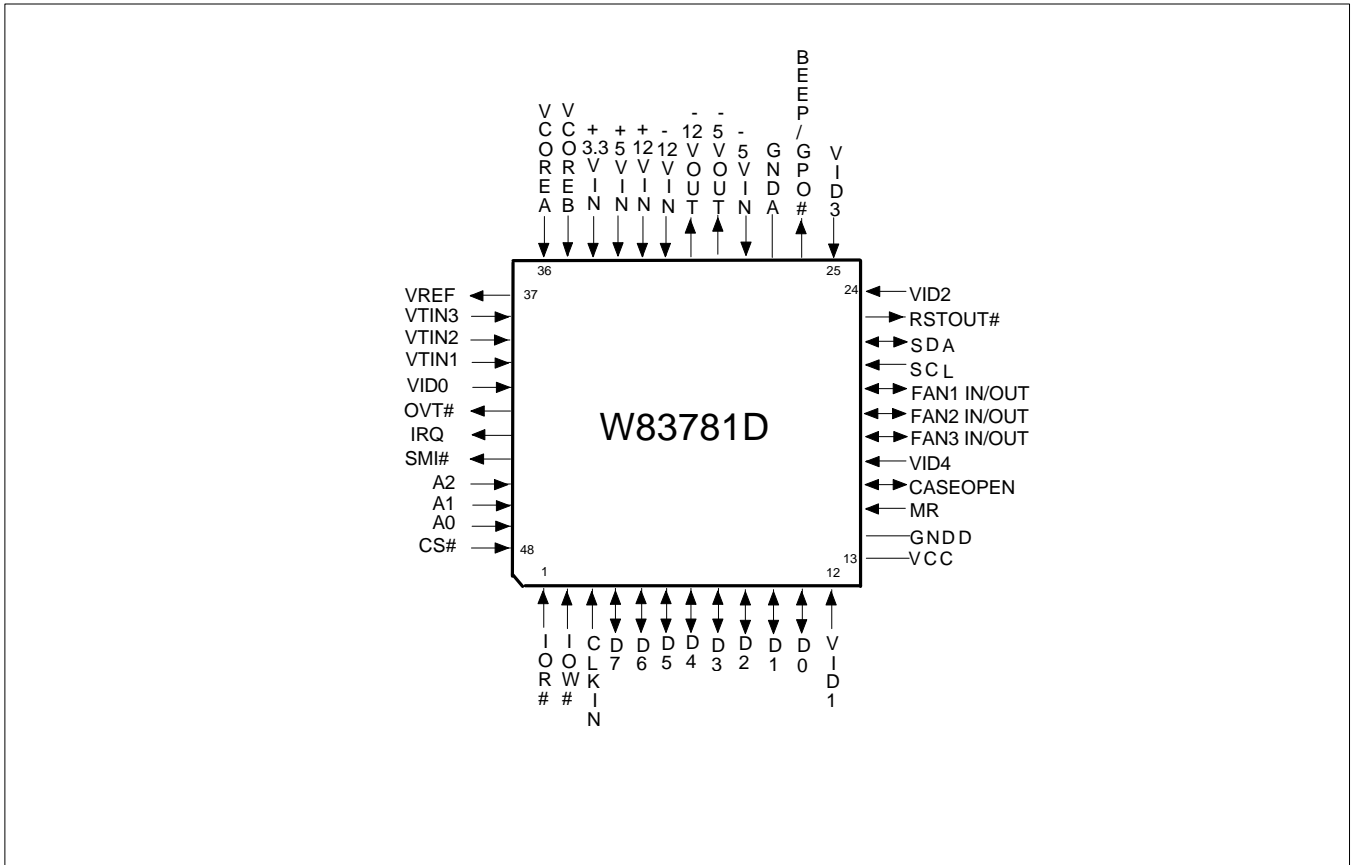 VCOREA
VCOREB
+3.3VIN
+5VIN
+12VIN
-12VIN
-12VOUT
-5VOUT
-5VIN
GNDA
BEEP/GPO#
VID3
36
25
37
24
VREF
VTIN3
VTIN2
VTIN1
VID0
OVT#
IRQ
SMI#
A2
A1
A0
CS#
W83781D
VID2
RSTOUT#
SDA
SCL
FAN1 IN/OUT
FAN2 IN/OUT
FAN3 IN/OUT
VID4
CASEOPEN
MR
GNDD
VCC
48
13
1
12
IOR#
IOW#
CLKIN
D7
D6
D5
D4
D3
D2
D1
D0
VID1